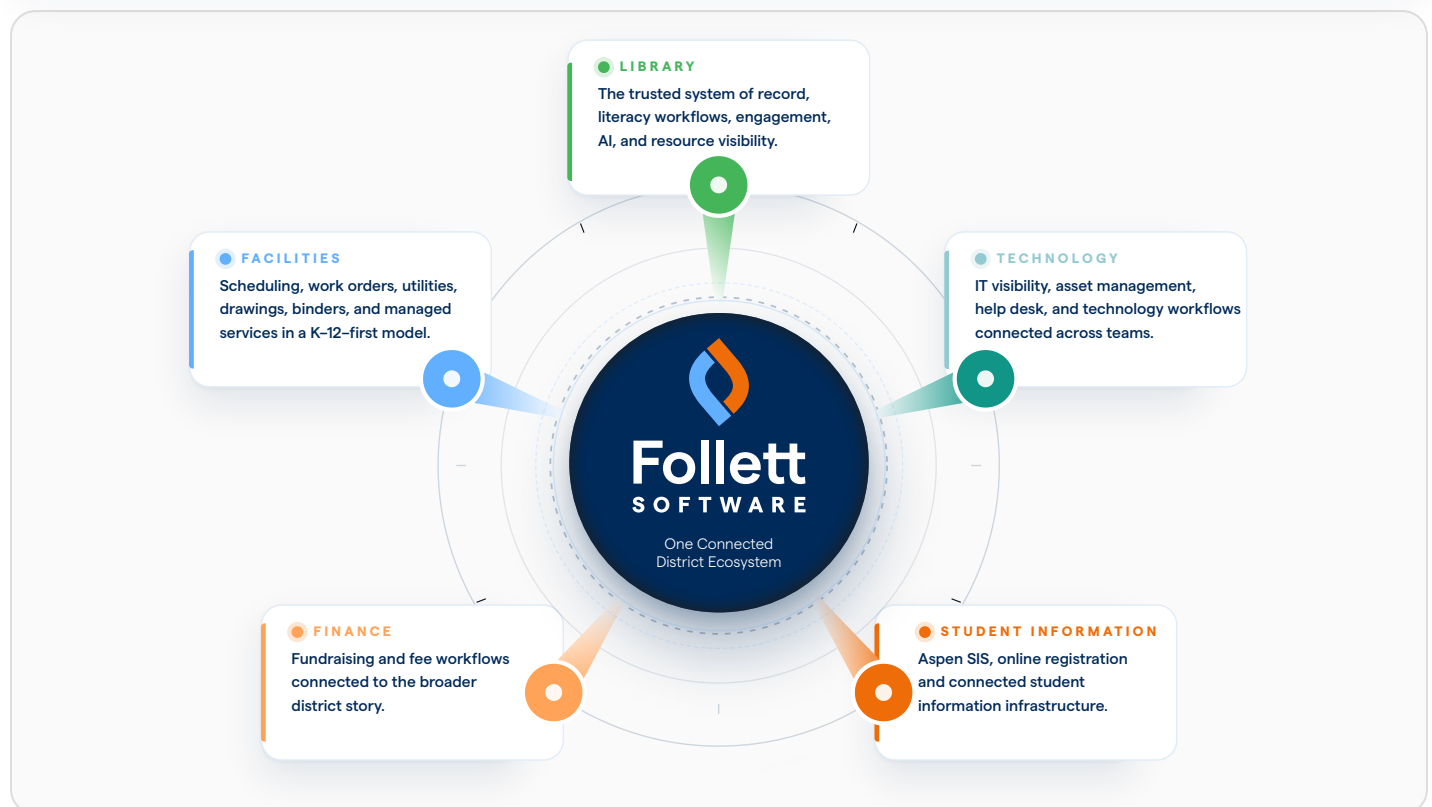 LIBRARY
The trusted system of record,
literacy workflows, engagement,
AI, and resource visibility.
FACILITIES
Scheduling, work orders, utilities,
drawings, binders, and managed
services in a K–12–first model.
TECHNOLOGY
IT visibility, asset management,
help desk, and technology workflows
connected across teams.
Follett
SOFTWARE
One Connected
District Ecosystem
FINANCE
Fundraising and fee workflows
connected to the broader
district story.
STUDENT INFORMATION
Aspen SIS, online registration
and connected student
information infrastructure.